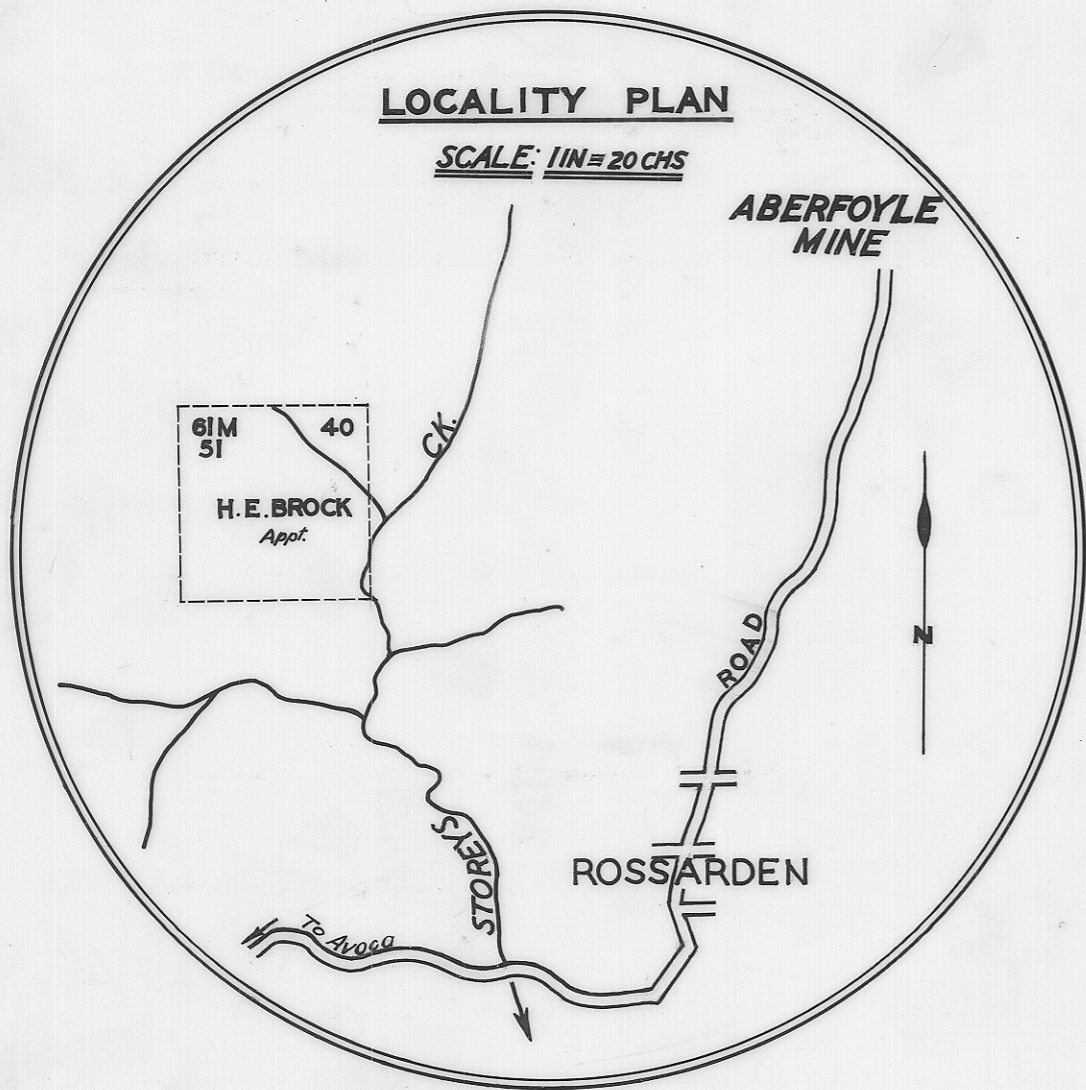 LOCALITY PLAN
SCALE: 1IN = 20 CHS
ABERFOYLE
MINE
61M
51
40
CK.
H.E. BROCK
Appt.
ROAD
N
STOREYS
ROSSARDEN
To Avoca